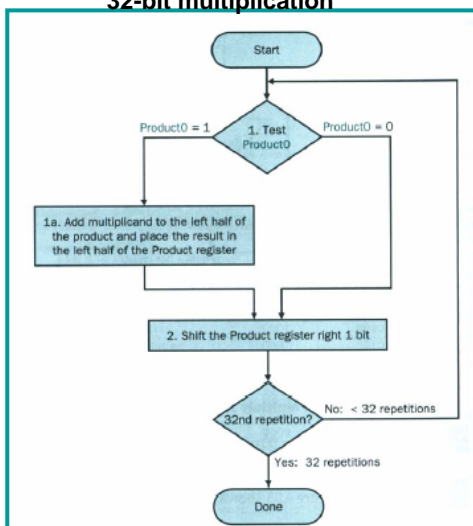 32-bit multiplication
Start
Product0 = 1
1. Test
Product0
Product0 = 0
1a. Add multiplicand to the left half of
the product and place the result in
the left half of the Product register
2. Shift the Product register right 1 bit
32nd repetition?
No: < 32 repetitions
Yes: 32 repetitions
Done